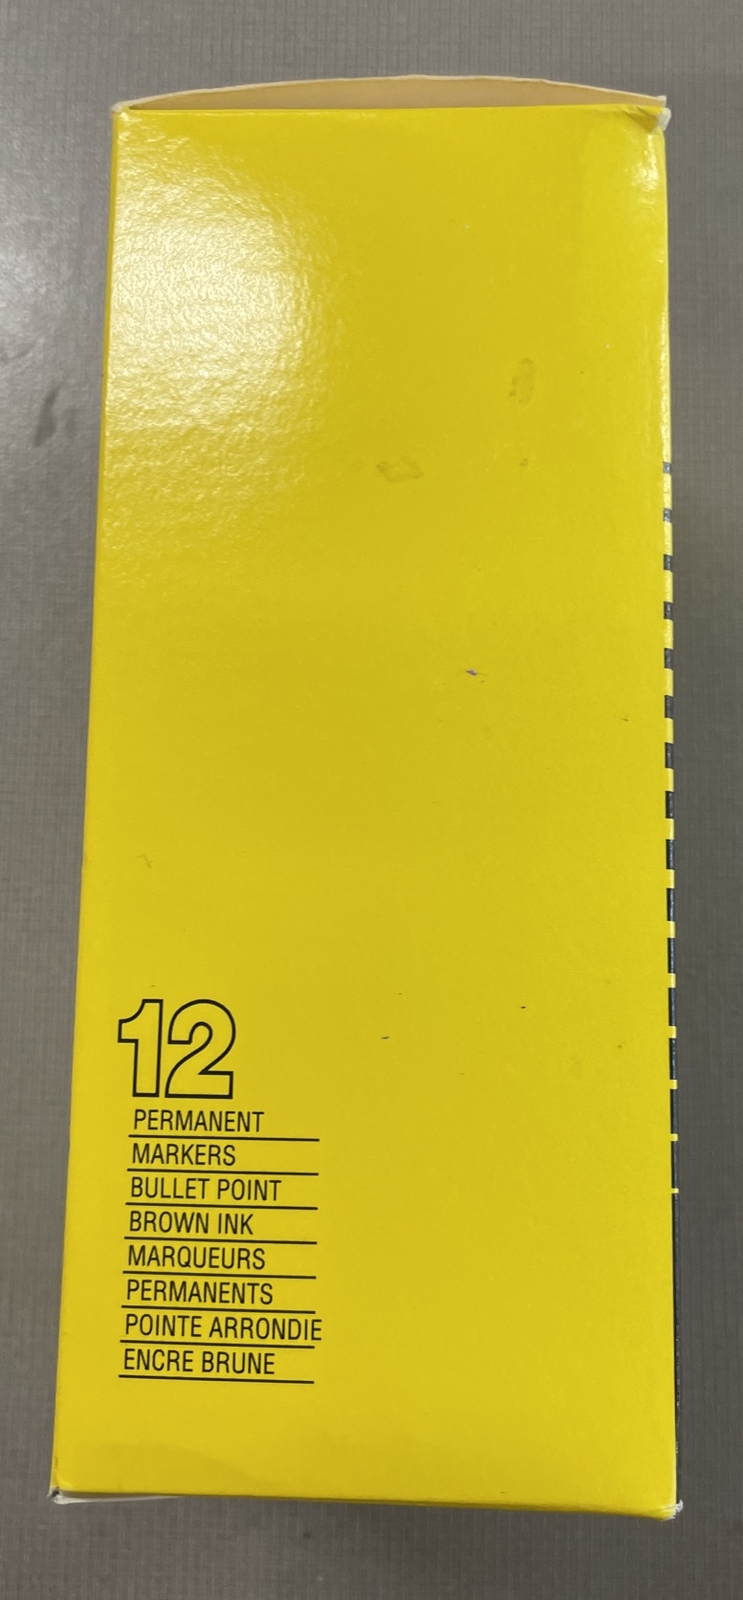 12
PERMANENT
MARKERS
BULLET POINT
BROWN INK
MARQUEURS
PERMANENTS
POINTE ARRONDIE
ENCRE BRUNE